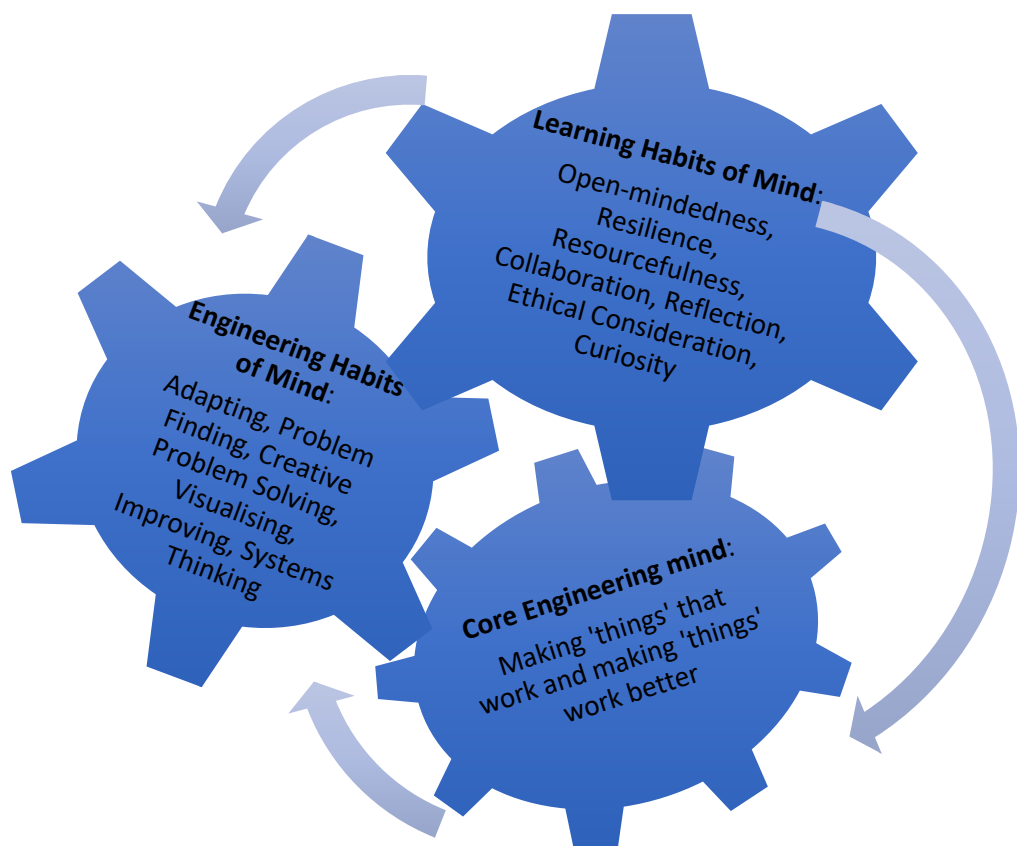 Learning Habits of Mind:
Open-mindedness,
Resilience,
Resourcefulness,
Collaboration, Reflection,
Ethical Consideration,
Curiosity
Engineering Habits
of Mind:
Adapting, Problem
Finding, Creative
Problem Solving,
Visualising,
Improving, Systems
Thinking
Core Engineering mind:
Making 'things' that
work and making 'things'
work better